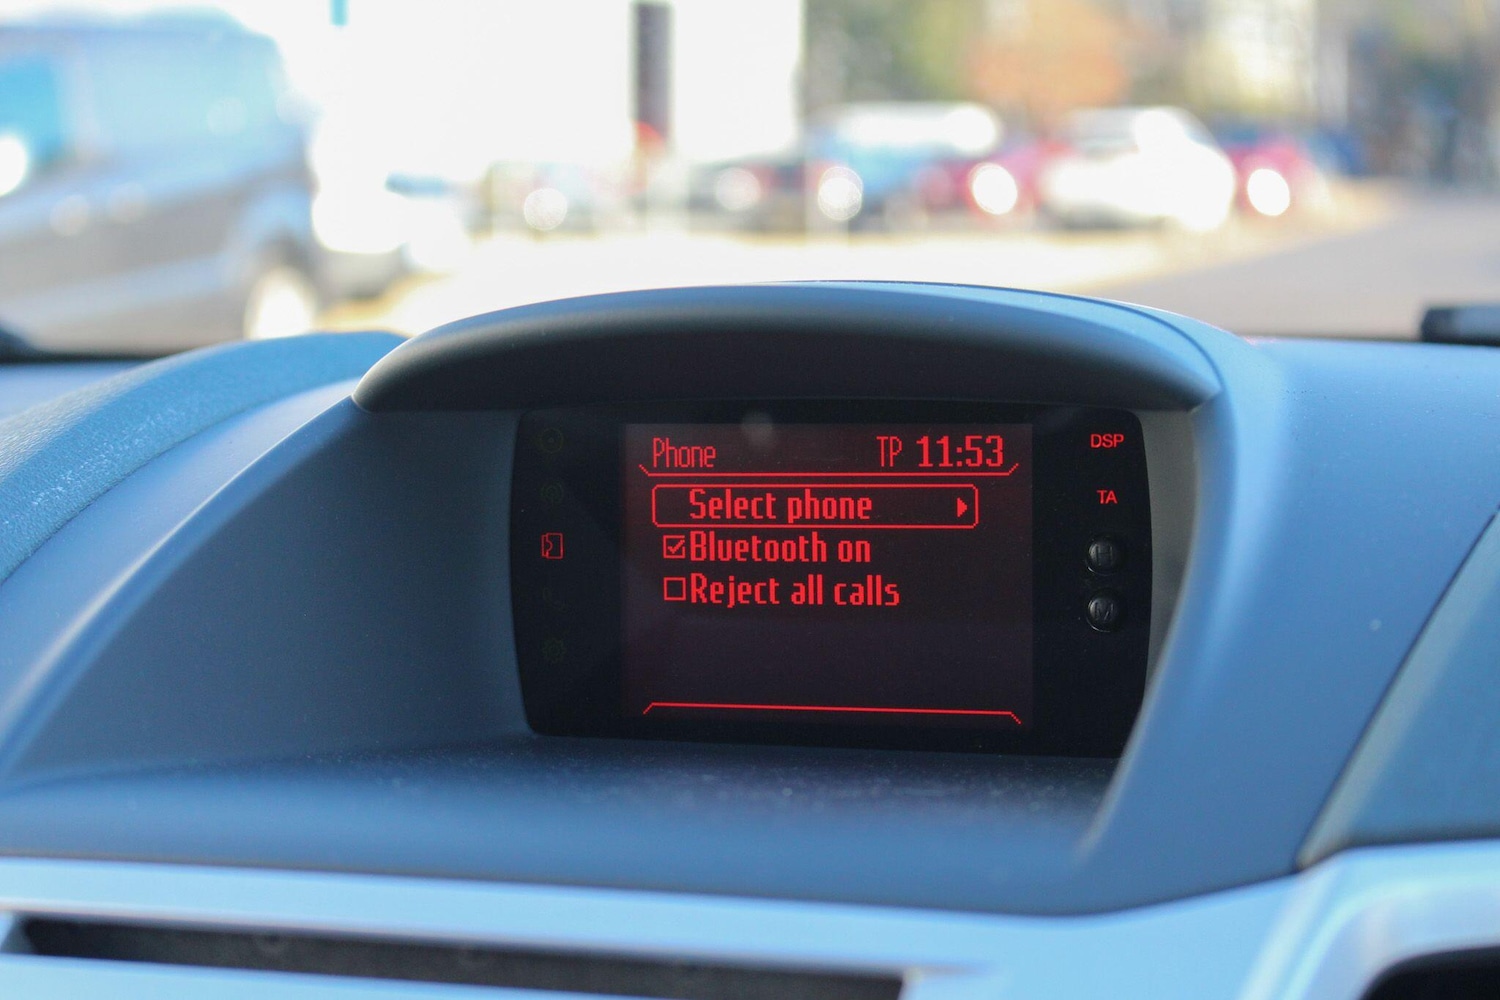 Phone TP 11:53
Select phone
Bluetooth on
Reject all calls
DSP
TA
H
M